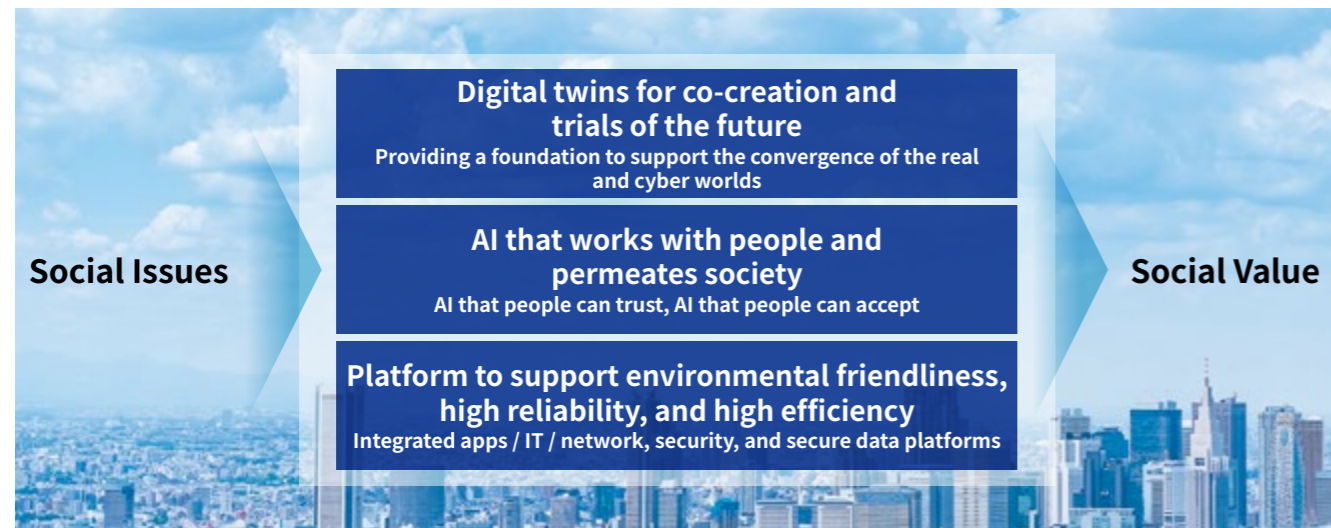 Social Issues
Digital twins for co-creation and
trials of the future
Providing a foundation to support the convergence of the real
and cyber worlds
AI that works with people and
permeates society
AI that people can trust, AI that people can accept
Platform to support environmental friendliness,
high reliability, and high efficiency
Integrated apps / IT / network, security, and secure data platforms
Social Value